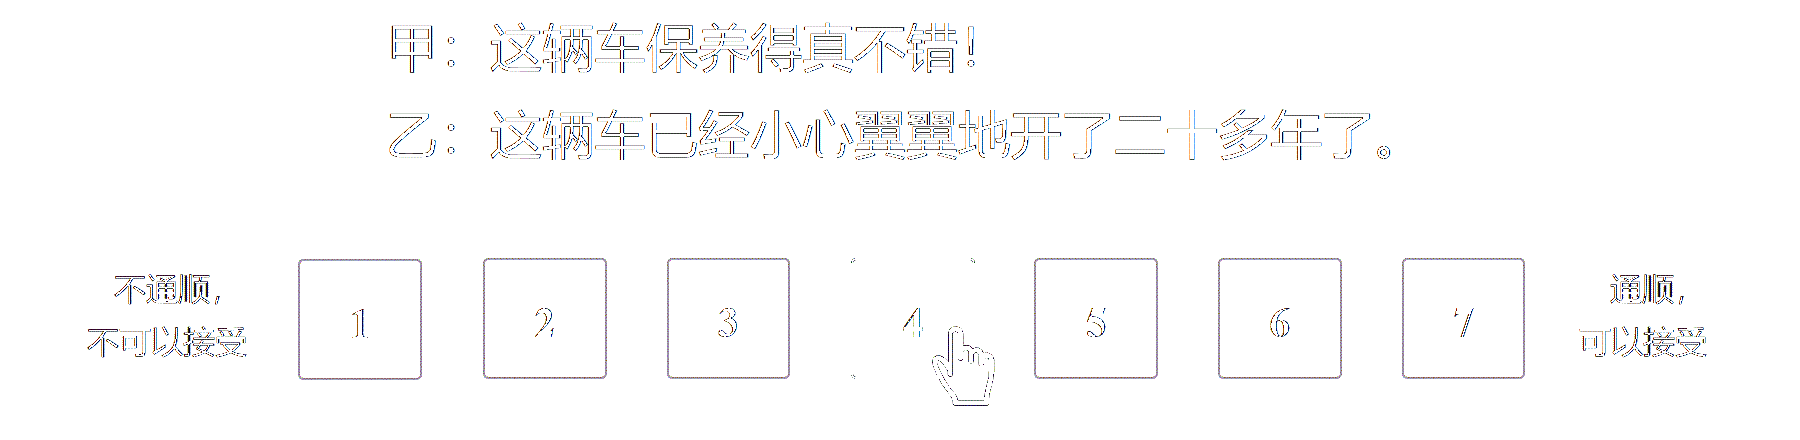 甲：这辆车保养得真不错！
乙：这辆车已经小心翼翼地开了二十多年了。
不通顺，
不可以接受
1 2 3 4 5 6 7
通顺，
可以接受